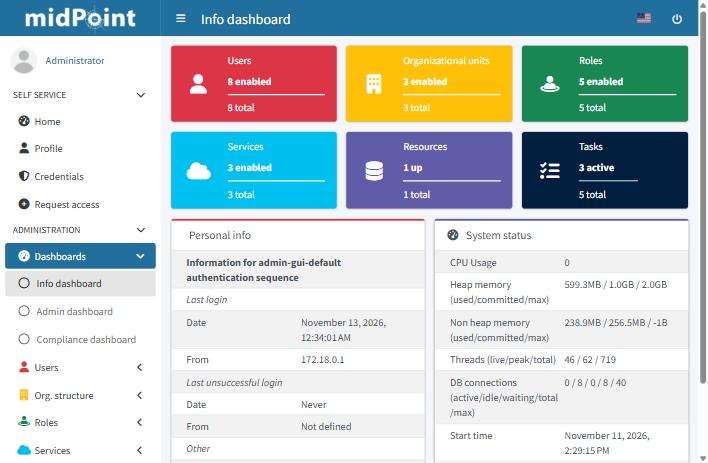 midPoint
Info dashboard
Administrator
SELF SERVICE
Home
Profile
Credentials
Request access
ADMINISTRATION
Dashboards
Info dashboard
Admin dashboard
Compliance dashboard
Users
Org. structure
Roles
Services
Users
8 enabled
8 total
Organizational units
3 enabled
3 total
Roles
5 enabled
5 total
Services
3 enabled
3 total
Resources
1 up
1 total
Tasks
3 active
5 total
Personal info
Information for admin-gui-default
authentication sequence
Last login
Date
November 13, 2026,
12:34:01 AM
From
172.18.0.1
Last unsuccessful login
Date
Never
From
Not defined
Other
System status
CPU Usage
0
Heap memory
(used/committed/max)
599.3MB / 1.0GB / 2.0GB
Non heap memory
(used/committed/max)
238.9MB / 256.5MB / -1B
Threads (live/peak/total)
46 / 62 / 719
DB connections
(active/idle/waiting/total
/max)
0 / 8 / 0 / 8 / 40
Start time
November 11, 2026,
2:29:15 PM